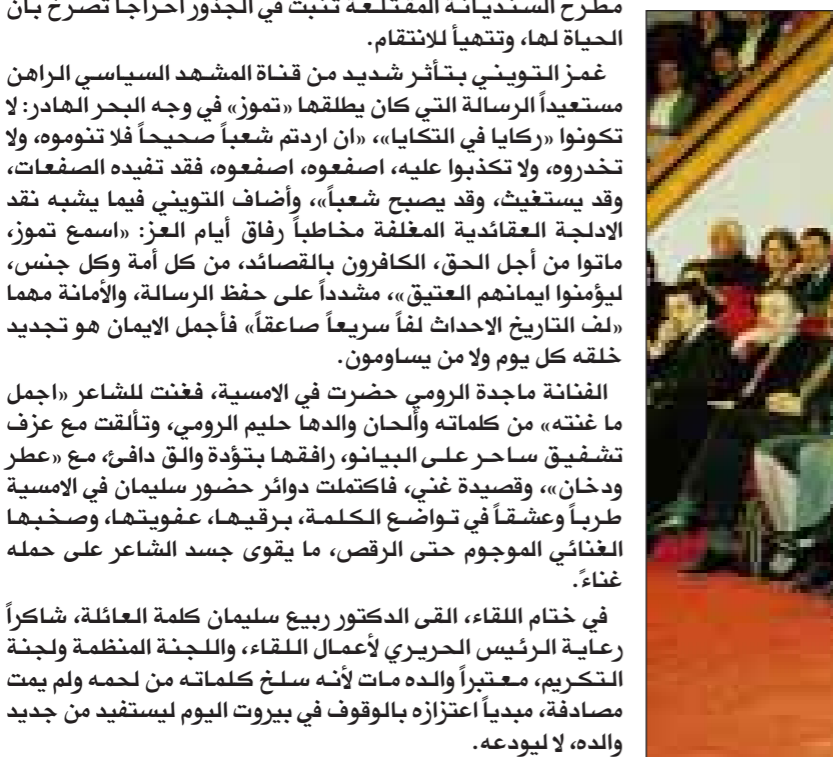 مطرح السنديانة المقتلعة تنبت في الجذور احراجاً تصرخ بأن
الحياة لها، وتتهيأ للانتقام.
غمز التويني بتأثر شديد من قناة المشهد السياسي الراهن
مستعيداً الرسالة التي كان يطلقها «تموز» في وجه البحر الهادر: لا
تكونوا «ركايا في التكايا»، «ان اردتم شعباً صحيحاً فلا تنوموه، ولا
تخدروه، ولا تكذبوا عليه، اصفعوه، اصفعوه، فقد تفيده الصفعات،
وقد يستغيث، وقد يصبح شعباً»، وأضاف التويني فيما يشبه نقد
الادلجة العقائدية المغلفة مخاطباً رفاق أيام العز: «اسمع تموز،
ماتوا من أجل الحق، الكافرون بالقصائد، من كل أمة وكل جنس،
ليؤمنوا ايمانهم العتيق»، مشدداً على حفظ الرسالة، والأمانة مهما
«لف التاريخ الاحداث لفاً سريعاً صاعقاً» فأجمل الايمان هو تجديد
خلقه كل يوم ولا من يساومون.
الفنانة ماجدة الرومي حضرت في الامسية، فغنت للشاعر «اجمل
ما غنته» من كلماته وألحان والدها حليم الرومي، وتألقت مع عزف
تشفيق ساحر على البيانو، رافقها بتؤدة والق دافئ، مع «عطر
ودخان»، وقصيدة غني، فاكتملت دوائر حضور سليمان في الامسية
طرباً وعشقاً في تواضع الكلمة، برقيها، عفويتها، وصخبها
الغنائي الموجوم حتى الرقص، ما يقوى جسد الشاعر على حمله
غناءً.
في ختام اللقاء، القى الدكتور ربيع سليمان كلمة العائلة، شاكراً
رعاية الرئيس الحريري لأعمال اللقاء، واللجنة المنظمة ولجنة
التكريم، معتبراً والده مات لأنه سلخ كلماته من لحمه ولم يمت
مصادفة، مبدياً اعتزازه بالوقوف في بيروت اليوم ليستفيد من جديد
والده، لا ليودعه.